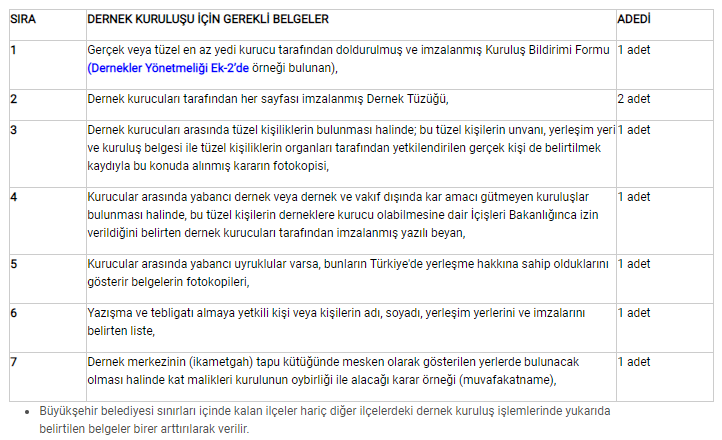 SIRA DERNEK KURULUŞU İÇİN GEREKLİ BELGELER ADEDİ
1 Gerçek veya tüzel en az yedi kurucu tarafından doldurulmuş ve imzalanmış Kuruluş Bildirimi Formu 1 adet
(Dernekler Yönetmeliği Ek-2'de örneği bulunan),
2 Dernek kurucuları tarafından her sayfası imzalanmış Dernek Tüzüğü, 2 adet
3 Dernek kurucuları arasında tüzel kişiliklerin bulunması halinde; bu tüzel kişilerin unvanı, yerleşim yeri 1 adet
ve kuruluş belgesi ile tüzel kişiliklerin organları tarafından yetkilendirilen gerçek kişi de belirtilmek
kaydıyla bu konuda alınmış kararın fotokopisi,
4 Kurucular arasında yabancı dernek veya dernek ve vakıf dışında kar amacı gütmeyen kuruluşlar 1 adet
bulunması halinde, bu tüzel kişilerin derneklere kurucu olabilmesine dair İçişleri Bakanlığınca izin
verildiğini belirten dernek kurucuları tarafından imzalanmış yazılı beyan,
5 Kurucular arasında yabancı uyruklular varsa, bunların Türkiye'de yerleşme hakkına sahip olduklarını 1 adet
gösterir belgelerin fotokopileri,
6 Yazışma ve tebligatı almaya yetkili kişi veya kişilerin adı, soyadı, yerleşim yerlerini ve imzalarını 1 adet
belirten liste,
7 Dernek merkezinin (ikametgah) tapu kütüğünde mesken olarak gösterilen yerlerde bulunacak 1 adet
olması halinde kat malikleri kurulunun oybirliği ile alacağı karar örneği (muvafakatname),
• Büyükşehir belediyesi sınırları içinde kalan ilçeler hariç diğer ilçelerdeki dernek kuruluş işlemlerinde yukarıda
belirtilen belgeler birer arttırılarak verilir.